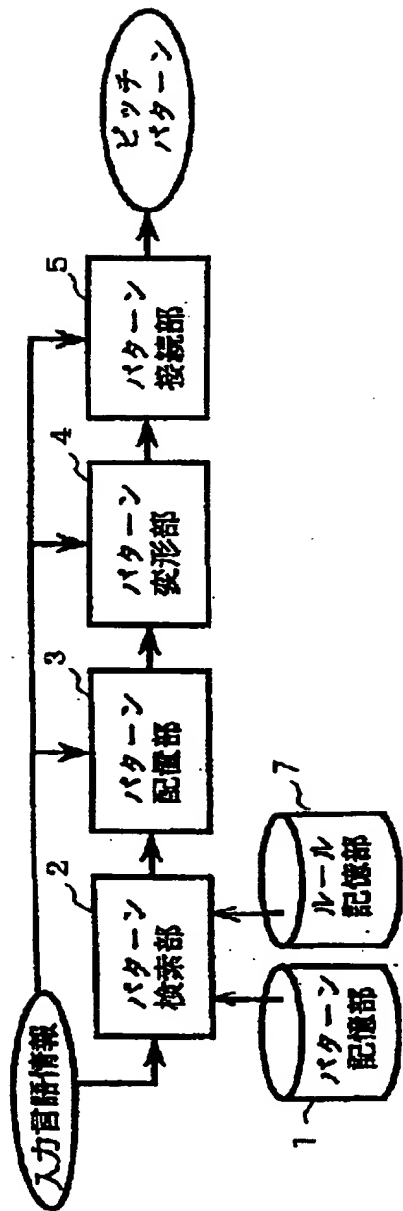 入力言語情報
2
パターン
検索部
3
パターン
配置部
4
パターン
変形部
5
パターン
接続部
ピッチ
パターン
1
パターン
記憶部
7
ルール
記憶部